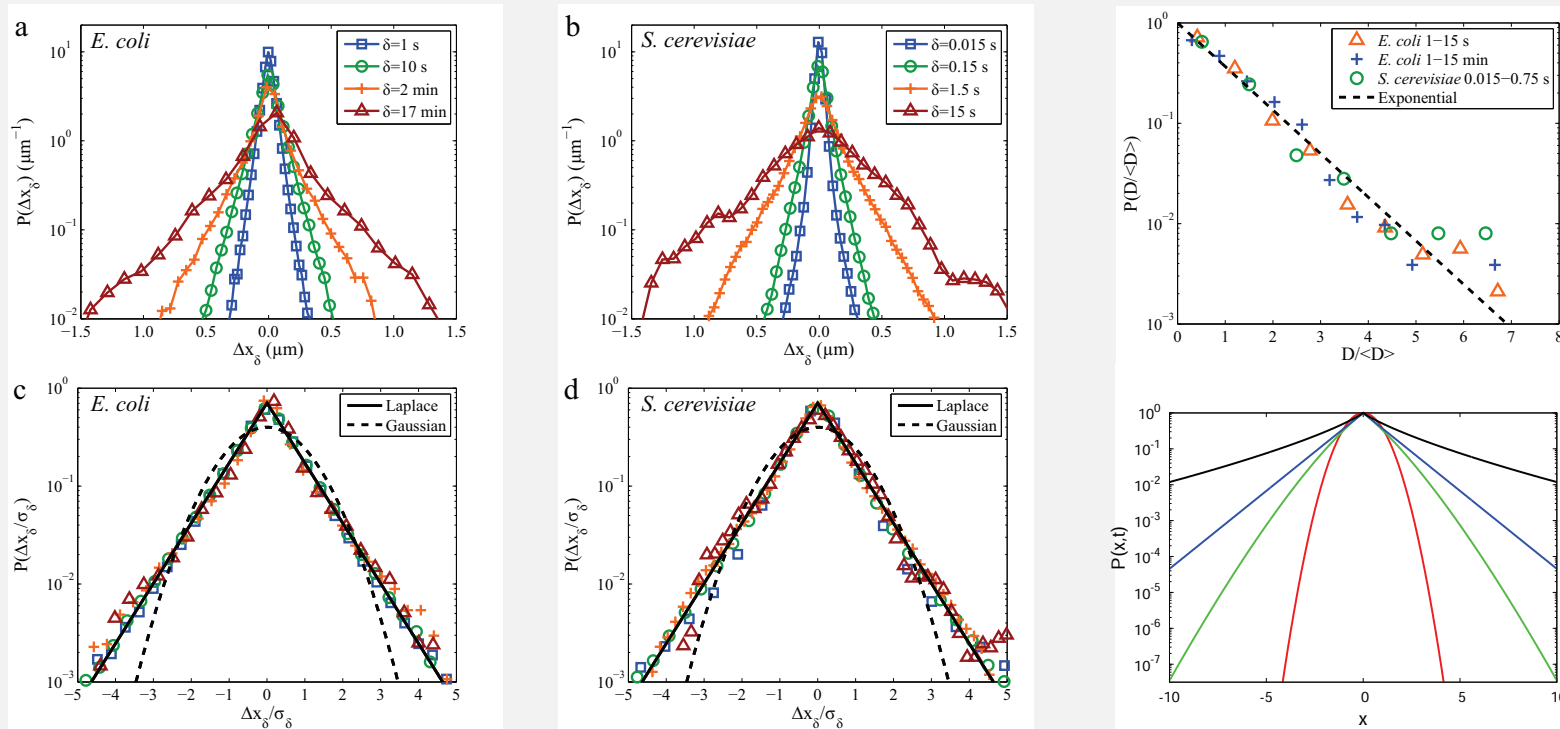 a
E. coli
δ=1 s
δ=10 s
δ=2 min
δ=17 min
10¹
10⁰
10⁻¹
10⁻²
P(Δx_δ) (μm⁻¹)
−1.5 1.0 0.5 0.0 0.5 1.0 1.5
Δx_δ (μm)
b
S. cerevisiae
δ=0.015 s
δ=0.15 s
δ=1.5 s
δ=15 s
10¹
10⁰
10⁻¹
10⁻²
P(Δx_δ) (μm⁻¹)
−1.5 1.0 0.5 0.0 0.5 1.0 1.5
Δx_δ (μm)
E. coli 1−15 s
E. coli 1−15 min
S. cerevisiae 0.015−0.75 s
Exponential
10⁰
10⁻¹
10⁻²
10⁻³
P(D/<D>)
0 1 2 3 4 5 6 7 8
D/<D>
c
E. coli
Laplace
Gaussian
10⁰
10⁻¹
10⁻²
10⁻³
P(Δx_δ/σ_δ)
−5 −4 −3 −2 −1 0 1 2 3 4 5
Δx_δ/σ_δ
d
S. cerevisiae
Laplace
Gaussian
10⁰
10⁻¹
10⁻²
10⁻³
P(Δx_δ/σ_δ)
−5 −4 −3 −2 −1 0 1 2 3 4 5
Δx_δ/σ_δ
10⁰
10⁻¹
10⁻²
10⁻³
10⁻⁴
10⁻⁵
10⁻⁶
10⁻⁷
P(x,t)
-10 -5 0 5 10
x